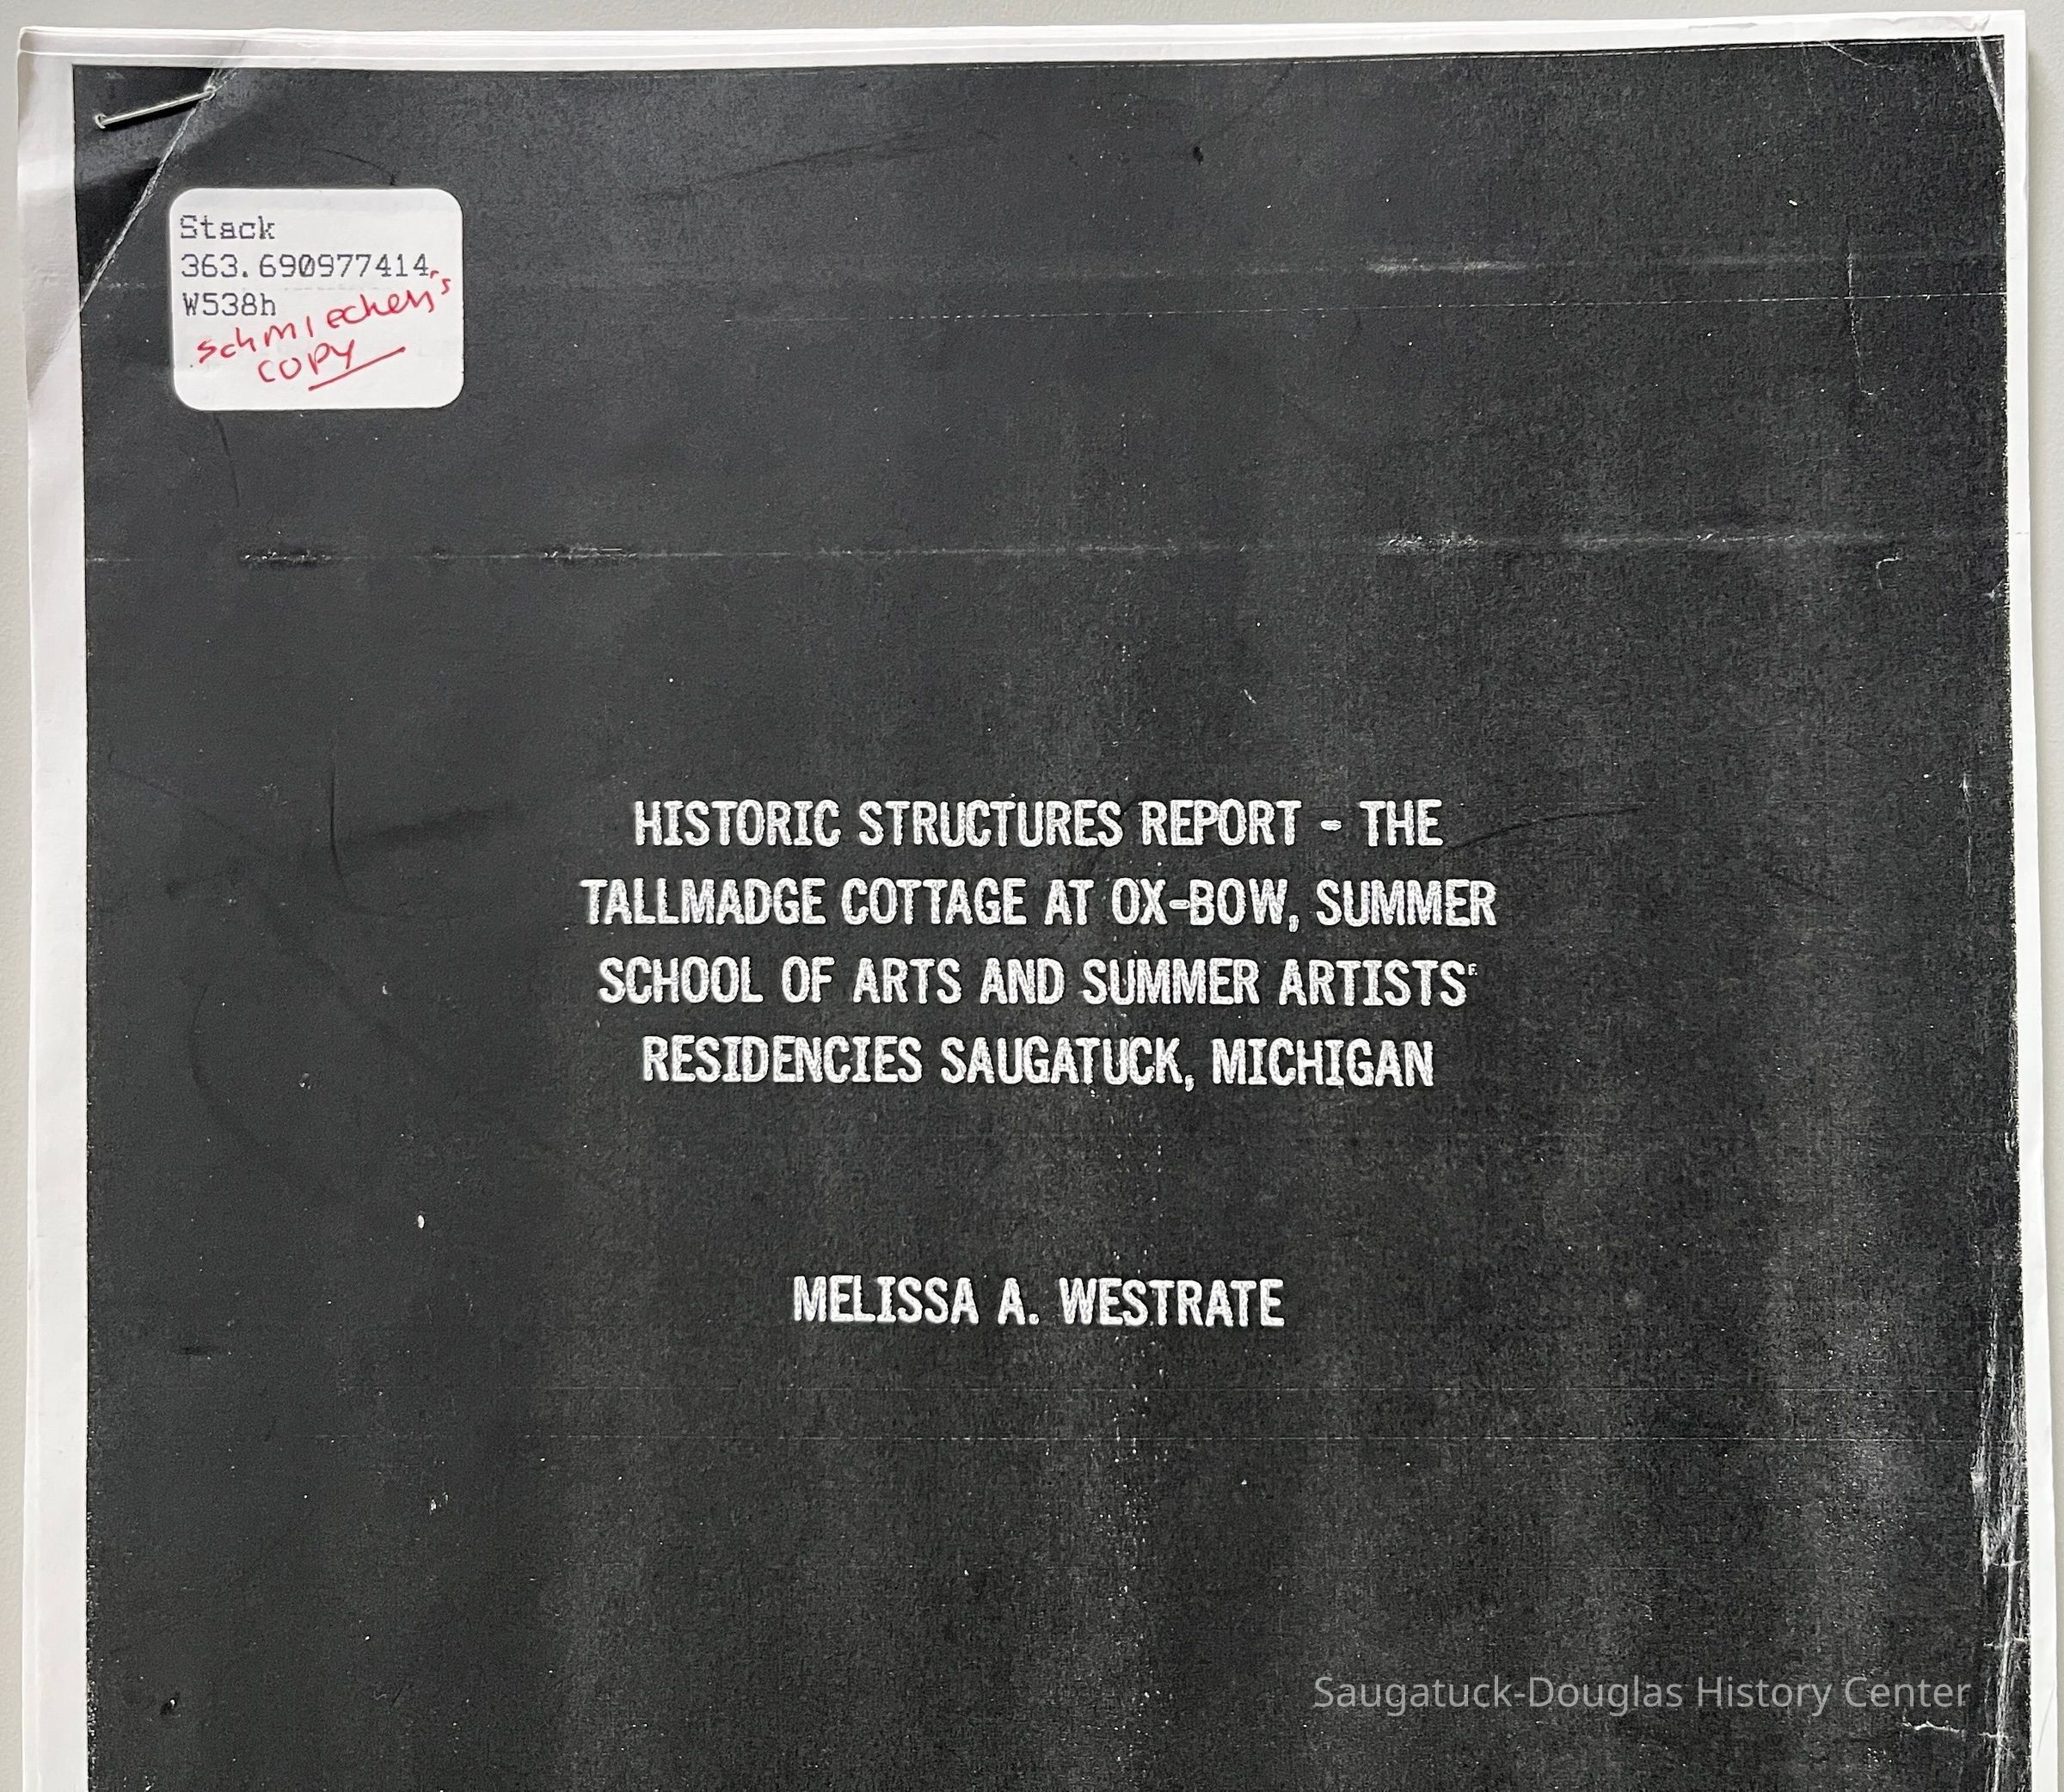 Stack
363.690977414
W538h
schmiechen's
copy
HISTORIC STRUCTURES REPORT - THE
TALLMADGE COTTAGE AT OX-BOW, SUMMER
SCHOOL OF ARTS AND SUMMER ARTISTS'
RESIDENCIES SAUGATUCK, MICHIGAN
MELISSA A. WESTRATE
Saugatuck-Douglas History Center